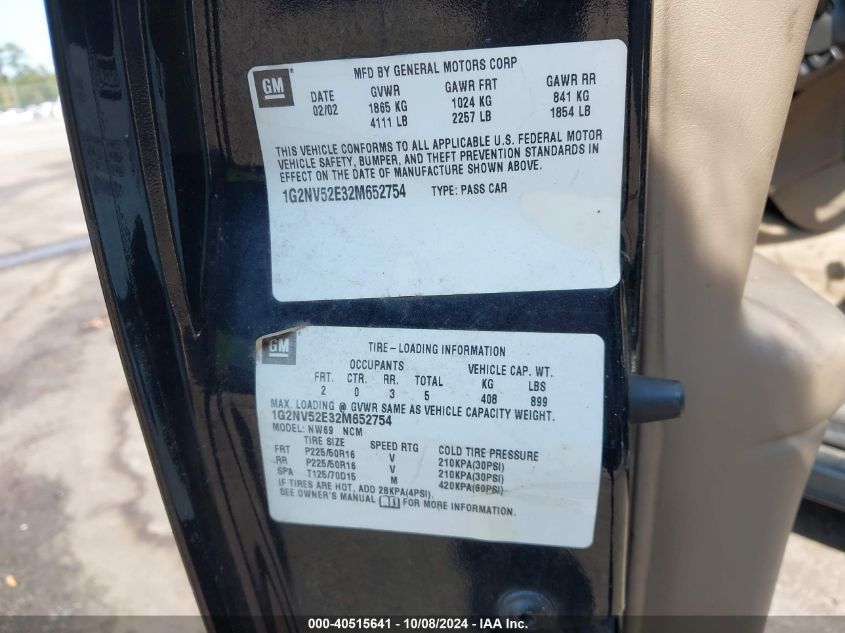 GM
MFD BY GENERAL MOTORS CORP
DATE GVWR GAWR FRT GAWR RR
02/02 1865 KG 1024 KG 841 KG
4111 LB 2257 LB 1854 LB
THIS VEHICLE CONFORMS TO ALL APPLICABLE U.S. FEDERAL MOTOR
VEHICLE SAFETY, BUMPER, AND THEFT PREVENTION STANDARDS IN
EFFECT ON THE DATE OF MANUFACTURE SHOWN ABOVE.
1G2NV52E32M652754 TYPE: PASS CAR
GM
TIRE-LOADING INFORMATION
OCCUPANTS VEHICLE CAP. WT.
FRT. CTR. RR. TOTAL KG LBS
2 0 3 5 408 899
MAX. LOADING @ GVWR SAME AS VEHICLE CAPACITY WEIGHT.
1G2NV52E32M652754
MODEL: NW69 NCM
TIRE SIZE SPEED RTG COLD TIRE PRESSURE
FRT P225/50R16 V 210KPA(30PSI)
RR P225/50R16 V 210KPA(30PSI)
SPA T125/70D15 M 420KPA(60PSI)
IF TIRES ARE HOT, ADD 28KPA(4PSI).
SEE OWNER'S MANUAL FOR MORE INFORMATION.
000-40515641 - 10/08/2024 - IAAI.COM